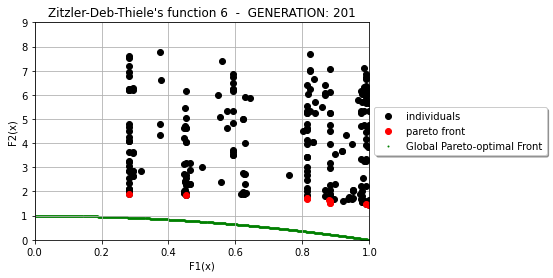 Zitzler-Deb-Thiele's function 6 - GENERATION: 201
9
8
7
6
5
4
3
2
1
0
F2(x)
0.0 0.2 0.4 0.6 0.8 1.0
F1(x)
individuals
pareto front
Global Pareto-optimal Front